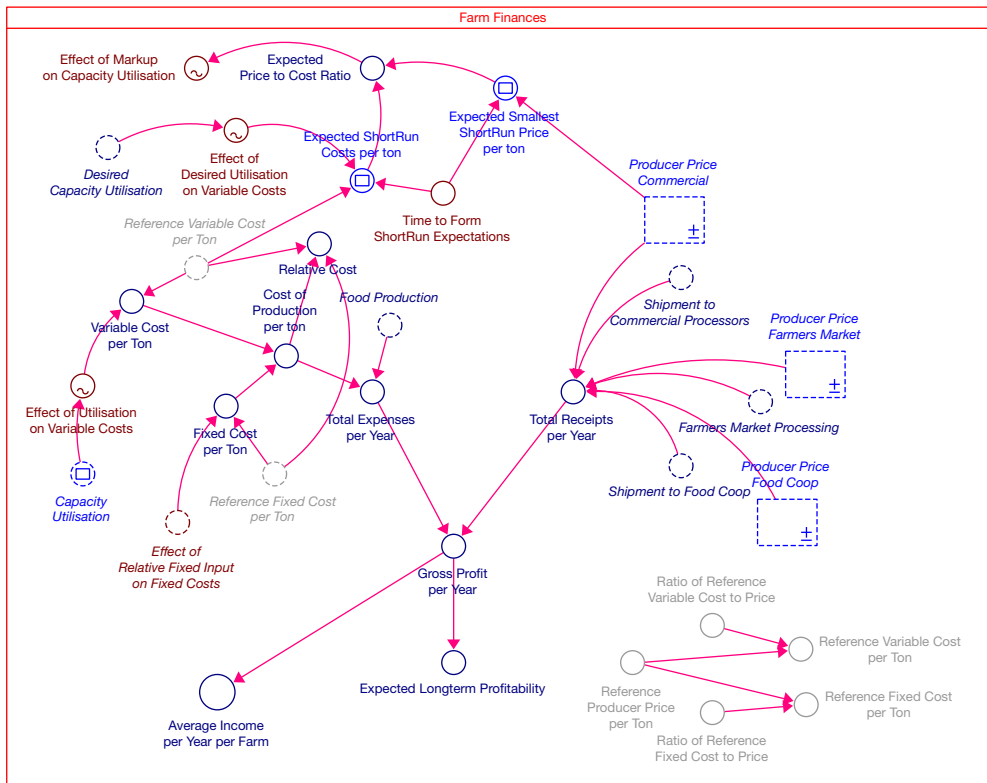 Farm Finances
Effect of Markup
on Capacity Utilisation
Expected
Price to Cost Ratio
Expected Smallest
ShortRun Price
per ton
Expected ShortRun
Costs per ton
Desired
Capacity Utilisation
Effect of
Desired Utilisation
on Variable Costs
Producer Price
Commercial
±
Time to Form
ShortRun Expectations
Reference Variable Cost
per Ton
Relative Cost
Cost of
Production
per ton
Food Production
Shipment to
Commercial Processors
Variable Cost
per Ton
Producer Price
Farmers Market
±
Effect of Utilisation
on Variable Costs
Fixed Cost
per Ton
Total Expenses
per Year
Total Receipts
per Year
Farmers Market Processing
Capacity
Utilisation
Reference Fixed Cost
per Ton
Shipment to Food Coop
Producer Price
Food Coop
±
Effect of
Relative Fixed Input
on Fixed Costs
Gross Profit
per Year
Ratio of Reference
Variable Cost to Price
Reference Variable Cost
per Ton
Expected Longterm Profitability
Reference
Producer Price
per Ton
Reference Fixed Cost
per Ton
Average Income
per Year per Farm
Ratio of Reference
Fixed Cost to Price